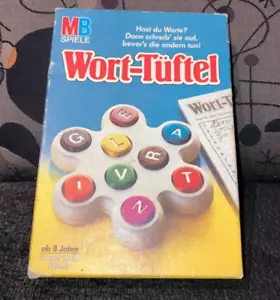 MB
SPIELE
Hast du Worte?
Dann schreib' sie auf,
bevor's die andern tun!
Wort-Tüftel
Wort-T
E
G L A
V R
I T
N
ab 8 Jahre